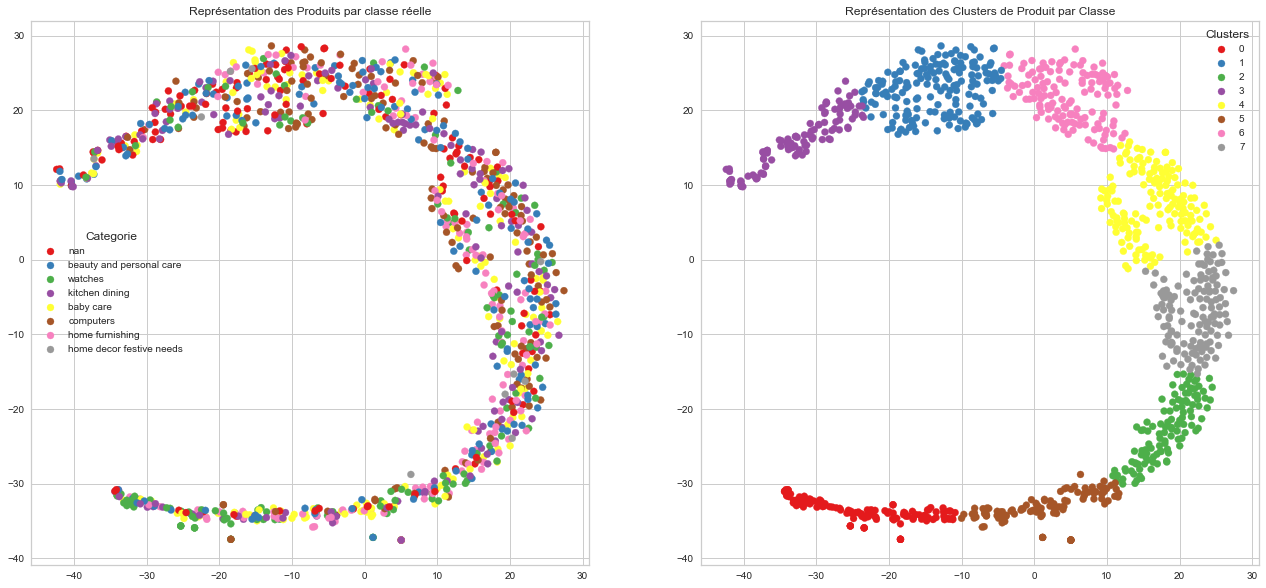 Représentation des Produits par classe réelle
30
20
10
0
−10
−20
−30
−40
Categorie
nan
beauty and personal care
watches
kitchen dining
baby care
computers
home furnishing
home decor festive needs
−40 −30 −20 −10 0 10 20 30
Représentation des Clusters de Produit par Classe
30
20
10
0
−10
−20
−30
−40
Clusters
0
1
2
3
4
5
6
7
−40 −30 −20 −10 0 10 20 30